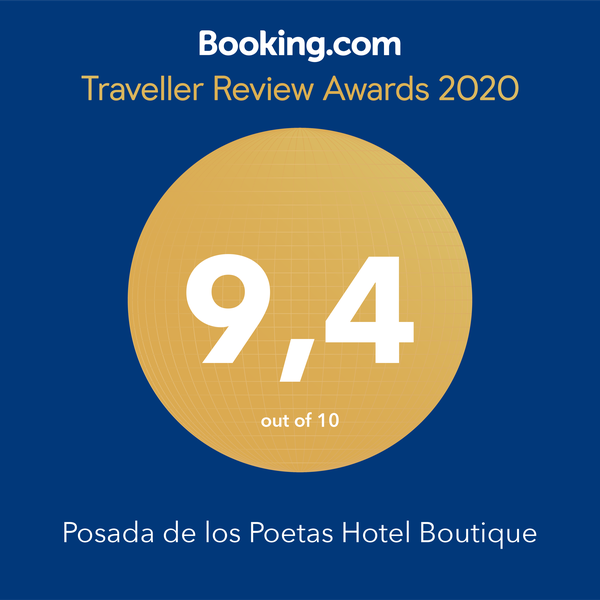 Booking.com
Traveller Review Awards 2020
9,4
out of 10
Posada de los Poetas Hotel Boutique